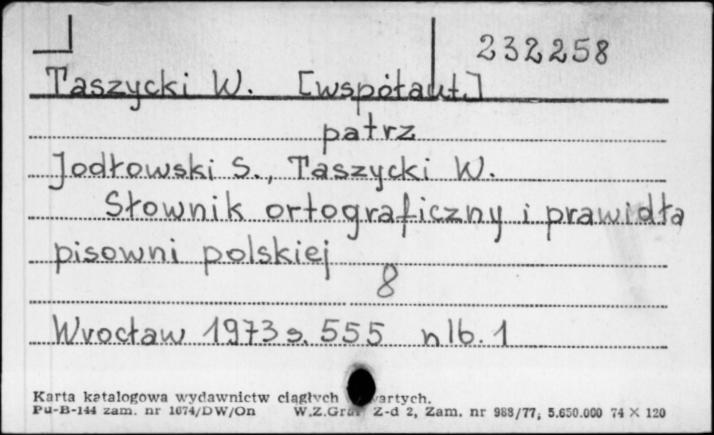 232258
Taszycki W. [współaut.]
patrz
Jodłowski S., Taszycki W.
Słownik ortograficzny i prawidła
pisowni polskiej
8
Wrocław 1973 s. 555 nlb. 1
Karta katalogowa wydawnictw ciągłych
Pu-B-144 zam. nr 1674/DW/On W.Z.Graf Z-d 2, Zam. nr 988/77, 5.650.000 74 X 120